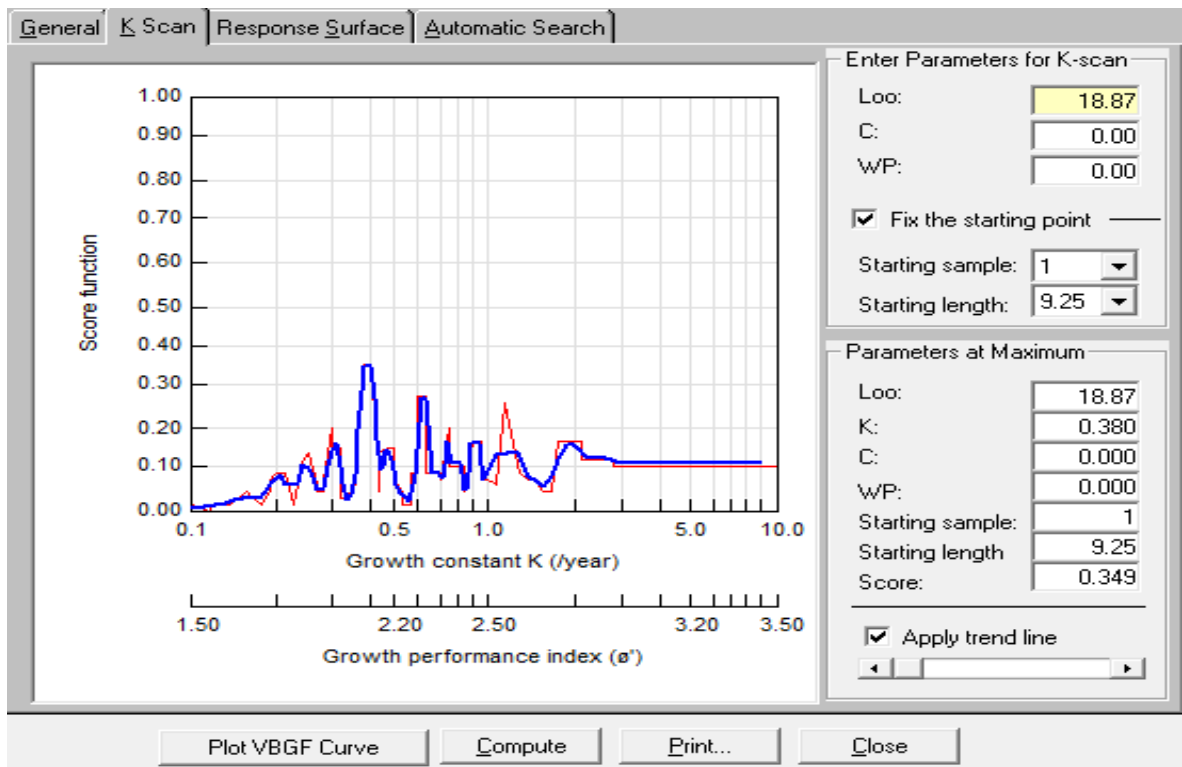 General K Scan Response Surface Automatic Search
1.00
0.90
0.80
0.70
0.60
0.50
0.40
0.30
0.20
0.10
0.00
Score function
0.1 0.5 1.0 5.0 10.0
Growth constant K (/year)
1.50 2.20 2.50 3.20 3.50
Growth performance index (ø')
Enter Parameters for K-scan
Loo: 18.87
C: 0.00
WP: 0.00
Fix the starting point
Starting sample: 1
Starting length: 9.25
Parameters at Maximum
Loo: 18.87
K: 0.380
C: 0.000
WP: 0.000
Starting sample: 1
Starting length 9.25
Score: 0.349
Apply trend line
Plot VBGF Curve Compute Print... Close